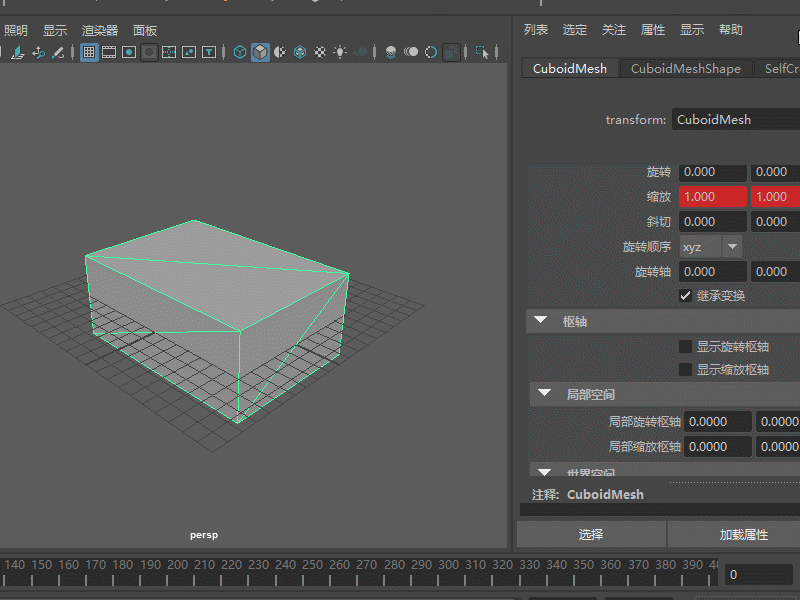 照明 显示 渲染器 面板
列表 选定 关注 属性 显示 帮助
CuboidMesh CuboidMeshShape SelfCr
transform: CuboidMesh
旋转 0.000 0.000
缩放 1.000 1.000
斜切 0.000 0.000
旋转顺序 xyz
旋转轴 0.000 0.000
继承变换
枢轴
显示旋转枢轴
显示缩放枢轴
局部空间
局部旋转枢轴 0.0000 0.0000
局部缩放枢轴 0.0000 0.0000
世界空间
注释: CuboidMesh
persp
选择 加载属性
140 150 160 170 180 190 200 210 220 230 240 250 260 270 280 290 300 310 320 330 340 350 360 370 380 390
0